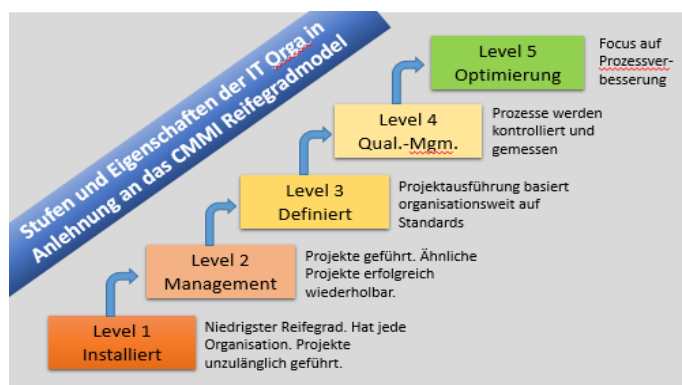 Stufen und Eigenschaften der IT Orga in
Anlehnung an das CMMI Reifegradmodel
Level 5
Optimierung
Focus auf
Prozessver-
besserung
Level 4
Qual.-Mgm.
Prozesse werden
kontrolliert und
gemessen
Level 3
Definiert
Projektausführung basiert
organisationsweit auf
Standards
Level 2
Management
Projekte geführt. Ähnliche
Projekte erfolgreich
wiederholbar.
Level 1
Installiert
Niedrigster Reifegrad. Hat jede
Organisation. Projekte
unzulänglich geführt.